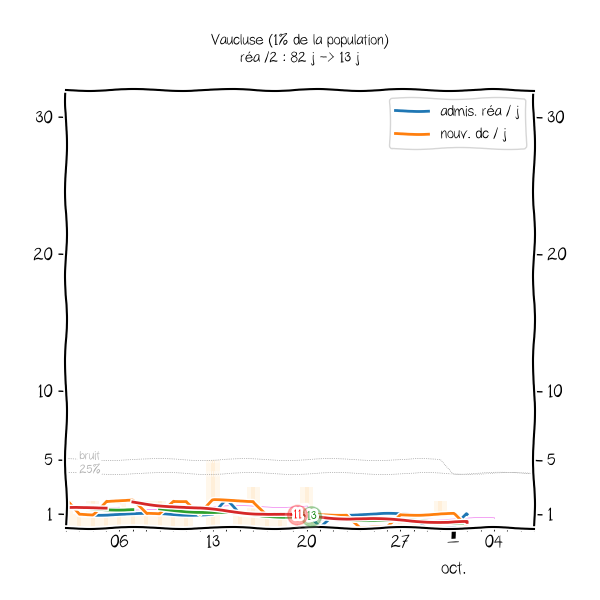 Vaucluse (1% de la population)
réa /2 : 82 j -> 13 j
admis. réa / j
nouv. dc / j
30 30
20 20
10 10
5 5
bruit
25%
1 1
11 13
06 13 20 27 1 04
oct.